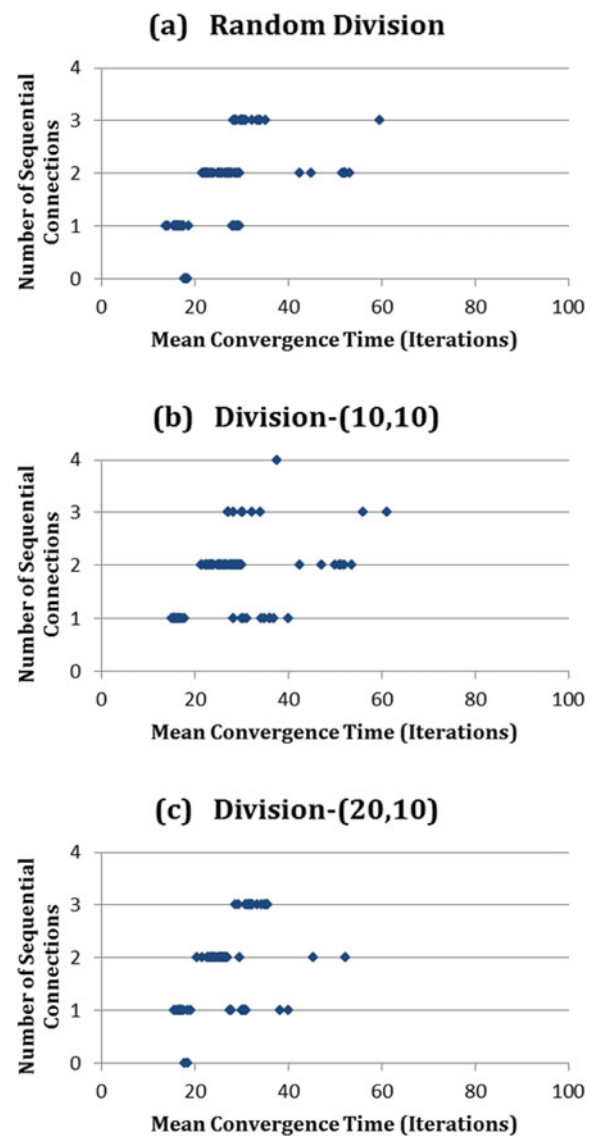 (a) Random Division
Number of Sequential
Connections
4
3
2
1
0
0 20 40 60 80 100
Mean Convergence Time (Iterations)
(b) Division-(10,10)
Number of Sequential
Connections
4
3
2
1
0
0 20 40 60 80 100
Mean Convergence Time (Iterations)
(c) Division-(20,10)
Number of Sequential
Connections
4
3
2
1
0
0 20 40 60 80 100
Mean Convergence Time (Iterations)